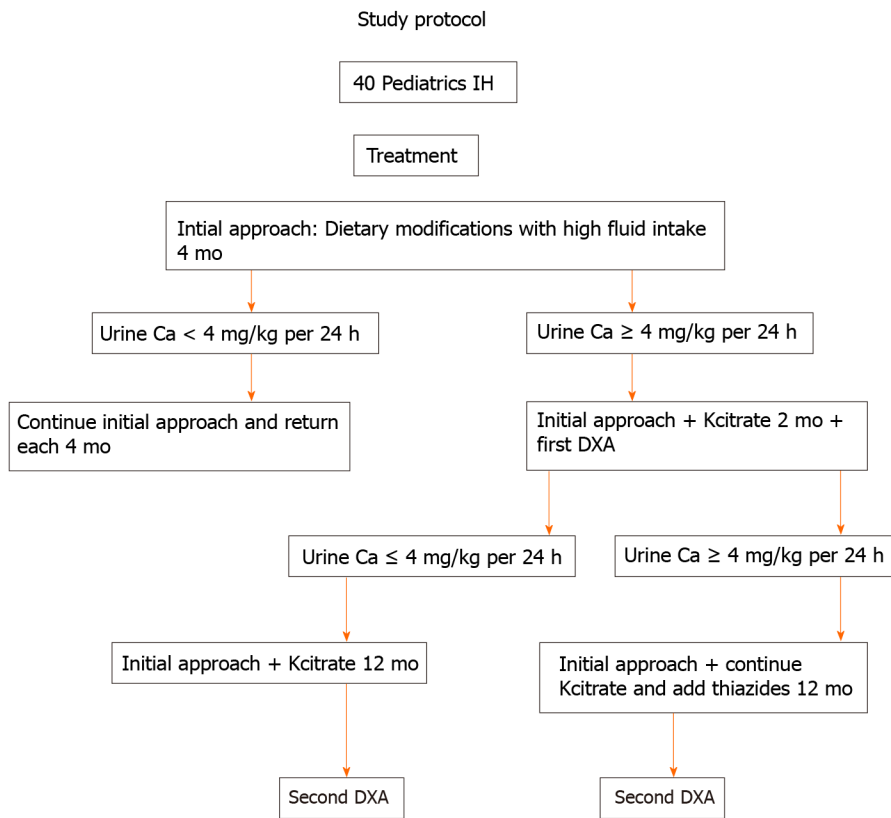 Study protocol
40 Pediatrics IH
Treatment
Intial approach: Dietary modifications with high fluid intake
4 mo
Urine Ca < 4 mg/kg per 24 h
Urine Ca ≥ 4 mg/kg per 24 h
Continue initial approach and return
each 4 mo
Initial approach + Kcitrate 2 mo +
first DXA
Urine Ca ≤ 4 mg/kg per 24 h
Urine Ca ≥ 4 mg/kg per 24 h
Initial approach + Kcitrate 12 mo
Initial approach + continue
Kcitrate and add thiazides 12 mo
Second DXA
Second DXA